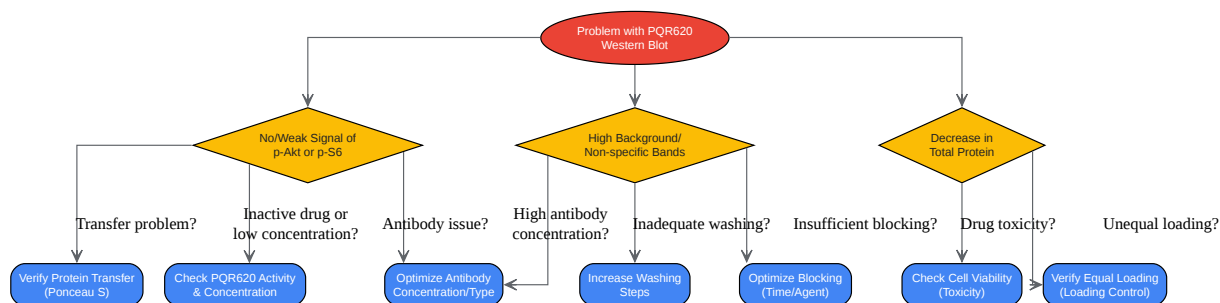 Problem with PQR620
Western Blot
No/Weak Signal of
p-Akt or p-S6
High Background/
Non-specific Bands
Decrease in
Total Protein
Transfer problem?
Inactive drug or
low concentration?
Antibody issue?
High antibody
concentration?
Inadequate washing?
Insufficient blocking?
Drug toxicity?
Unequal loading?
Verify Protein Transfer
(Ponceau S)
Check PQR620 Activity
& Concentration
Optimize Antibody
Concentration/Type
Increase Washing
Steps
Optimize Blocking
(Time/Agent)
Check Cell Viability
(Toxicity)
Verify Equal Loading
(Loading Control)